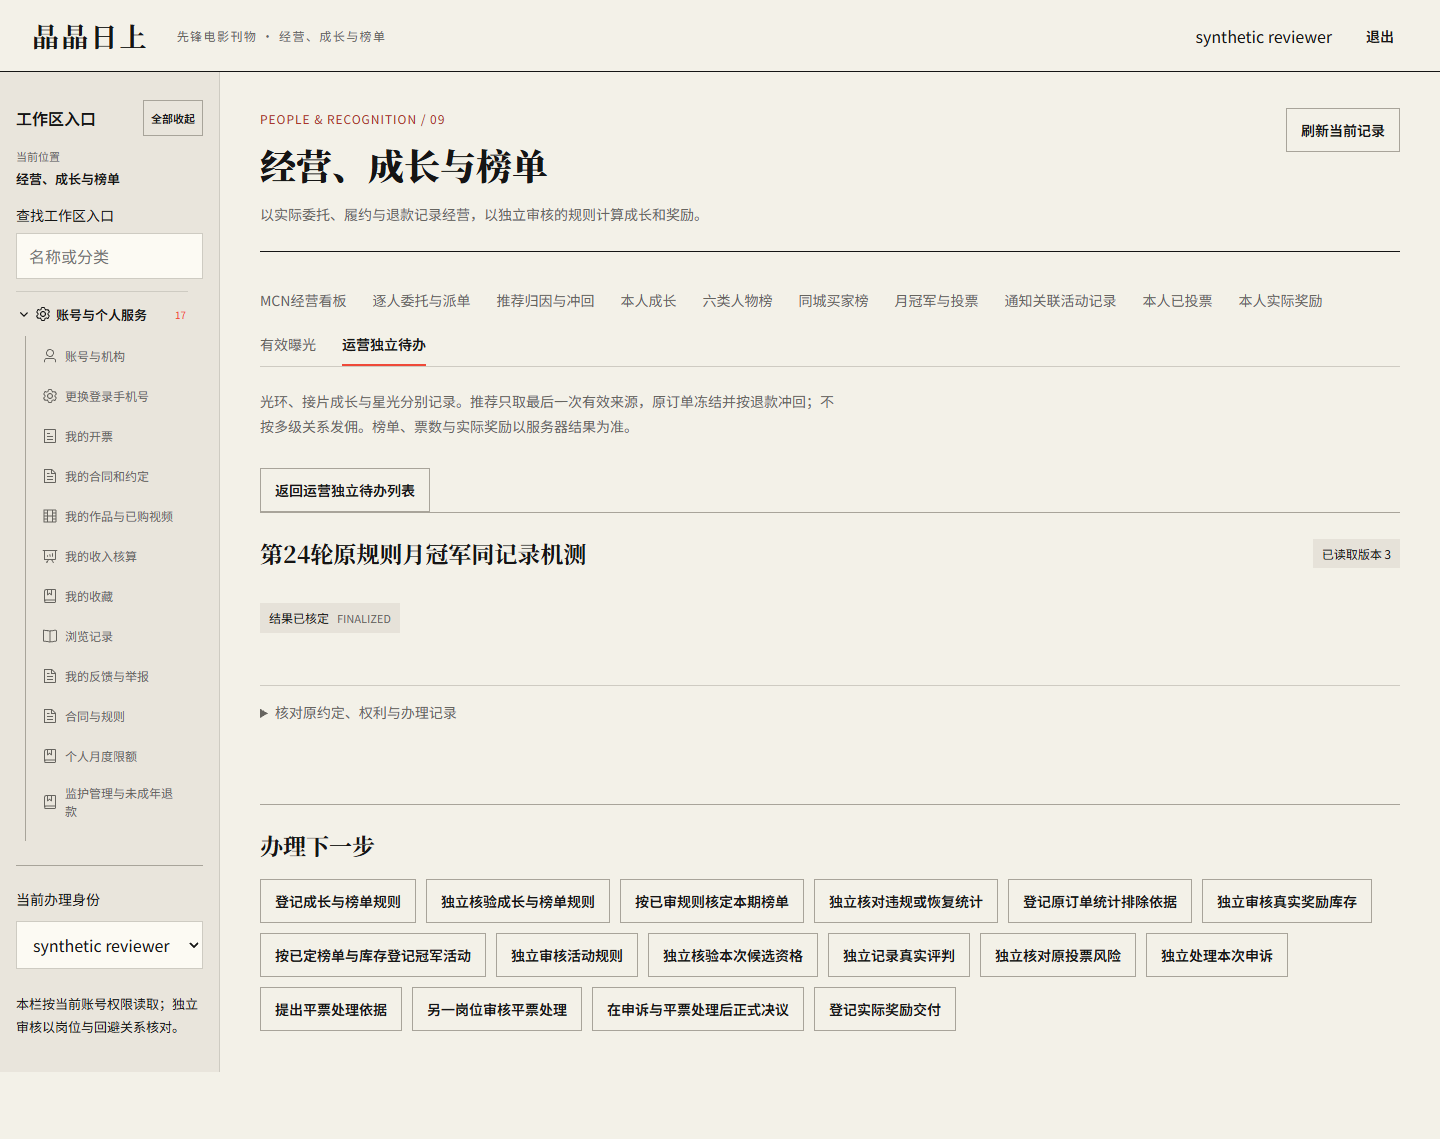 晶晶日上
先锋电影刊物 · 经营、成长与榜单
synthetic reviewer
退出
工作区入口
全部收起
当前位置
经营、成长与榜单
查找工作区入口
名称或分类
账号与个人服务 17
账号与机构
更换登录手机号
我的开票
我的合同和约定
我的作品与已购视频
我的收入核算
我的收藏
浏览记录
我的反馈与举报
合同与规则
个人月度限额
监护管理与未成年退
款
当前办理身份
synthetic reviewer
本栏按当前账号权限读取；独立
审核以岗位与回避关系核对。
PEOPLE & RECOGNITION / 09
经营、成长与榜单
以实际委托、履约与退款记录经营，以独立审核的规则计算成长和奖励。
刷新当前记录
MCN经营看板 逐人委托与派单 推荐归因与冲回 本人成长 六类人物榜 同城买家榜 月冠军与投票 通知关联活动记录 本人已投票 本人实际奖励
有效曝光 运营独立待办
光环、接片成长与星光分别记录。推荐只取最后一次有效来源，原订单冻结并按退款冲回；不
按多级关系发佣。榜单、票数与实际奖励以服务器结果为准。
返回运营独立待办列表
第24轮原规则月冠军同记录机测
已读取版本 3
结果已核定 FINALIZED
核对原约定、权利与办理记录
办理下一步
登记成长与榜单规则 独立核验成长与榜单规则 按已审规则核定本期榜单 独立核对违规或恢复统计 登记原订单统计排除依据 独立审核真实奖励库存
按已定榜单与库存登记冠军活动 独立审核活动规则 独立核验本次候选资格 独立记录真实评判 独立核对原投票风险 独立处理本次申诉
提出平票处理依据 另一岗位审核平票处理 在申诉与平票处理后正式决议 登记实际奖励交付